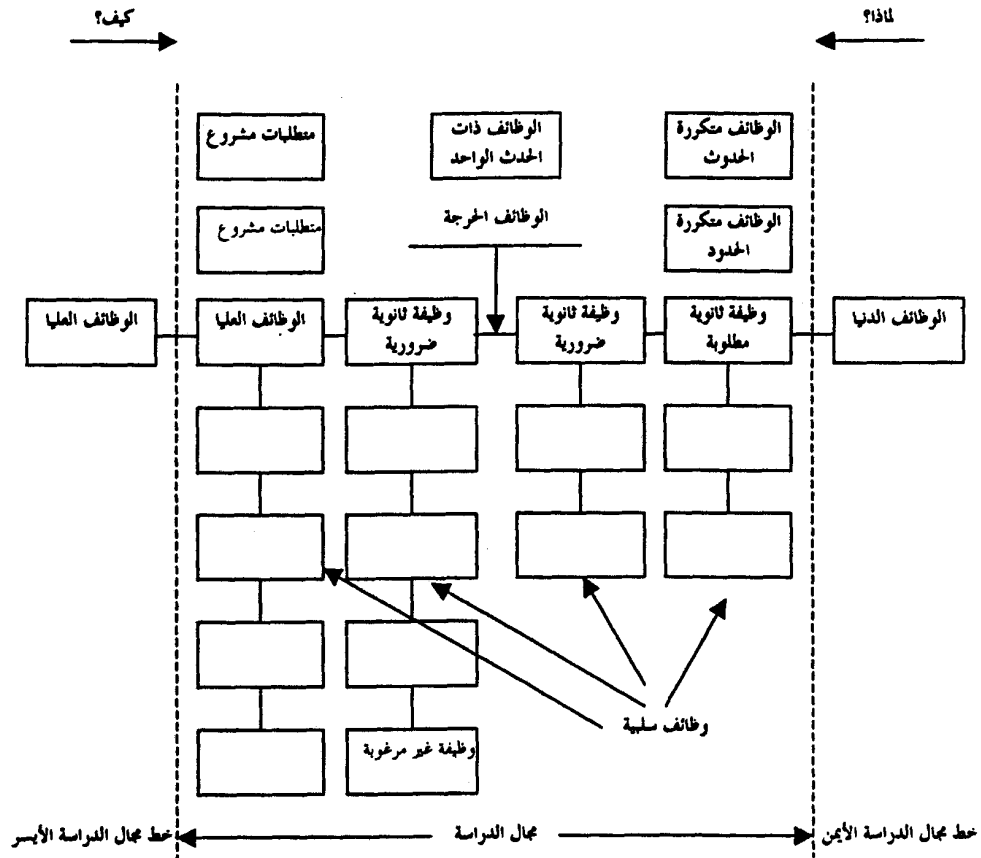 لماذا؟
كيف؟
الوظائف متكررة
الحدوث
الوظائف ذات
الحدث الواحد
متطلبات مشروع
الوظائف متكررة
الحدود
الوظائف الحرجة
متطلبات مشروع
الوظائف الدنيا
وظيفة ثانوية
مطلوبة
وظيفة ثانوية
ضرورية
وظيفة ثانوية
ضرورية
الوظائف العليا
الوظائف العليا
وظائف سلبية
وظيفة غير مرغوبة
خط مجال الدراسة الأيمن
مجال الدراسة
خط مجال الدراسة الأيسر